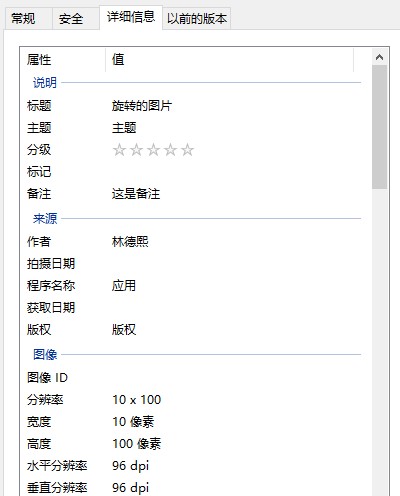 常规 安全 详细信息 以前的版本
属性 值
说明
标题 旋转的图片
主题 主题
分级 ☆☆☆☆☆
标记
备注 这是备注
来源
作者 林德熙
拍摄日期
程序名称 应用
获取日期
版权 版权
图像
图像 ID
分辨率 10 x 100
宽度 10 像素
高度 100 像素
水平分辨率 96 dpi
垂直分辨率 96 dpi